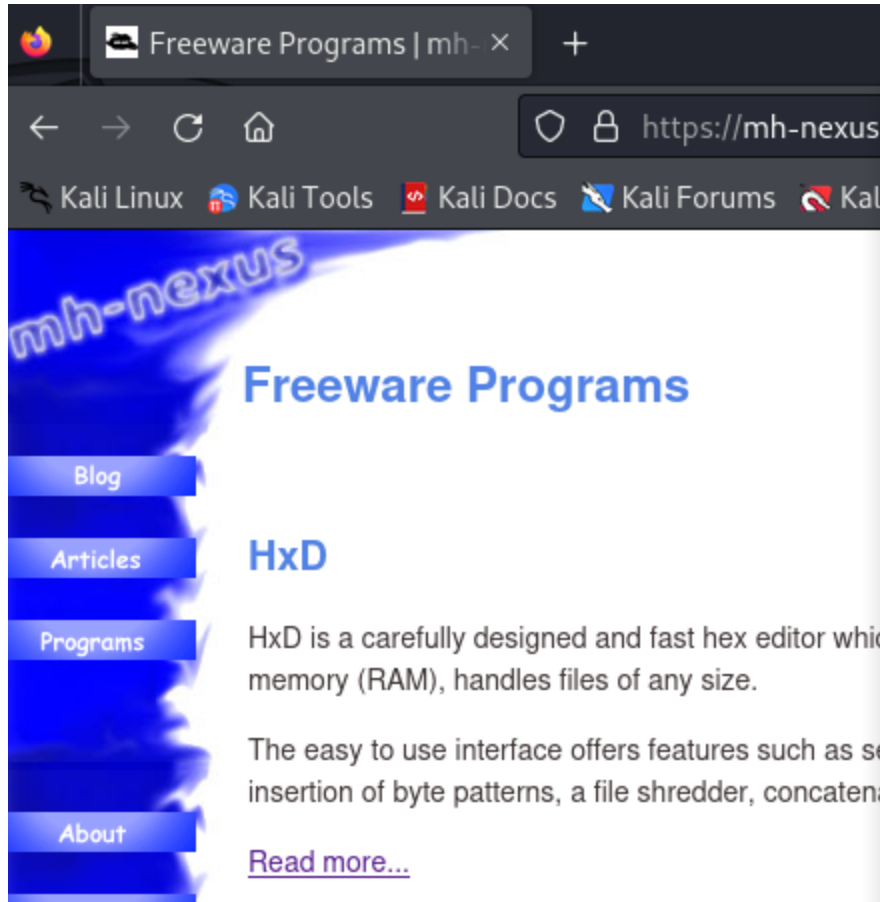 Freeware Programs | mh-
https://mh-nexus
Kali Linux Kali Tools Kali Docs Kali Forums Kal
mh-nexus
Freeware Programs
Blog
Articles
HxD
Programs
HxD is a carefully designed and fast hex editor whic
memory (RAM), handles files of any size.
The easy to use interface offers features such as se
insertion of byte patterns, a file shredder, concatena
About
Read more...